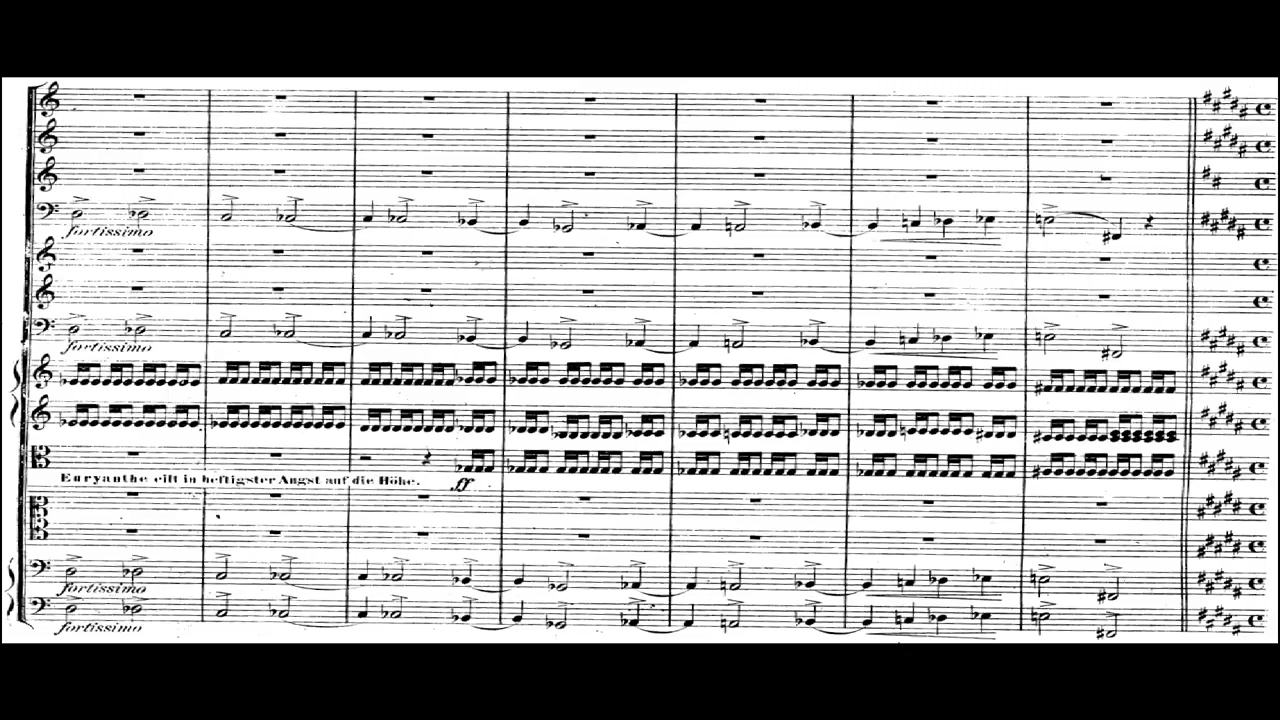 fortissimo
fortissimo
Euryanthe eilt in heftigster Angst auf die Höhe.
ff
fortissimo
fortissimo